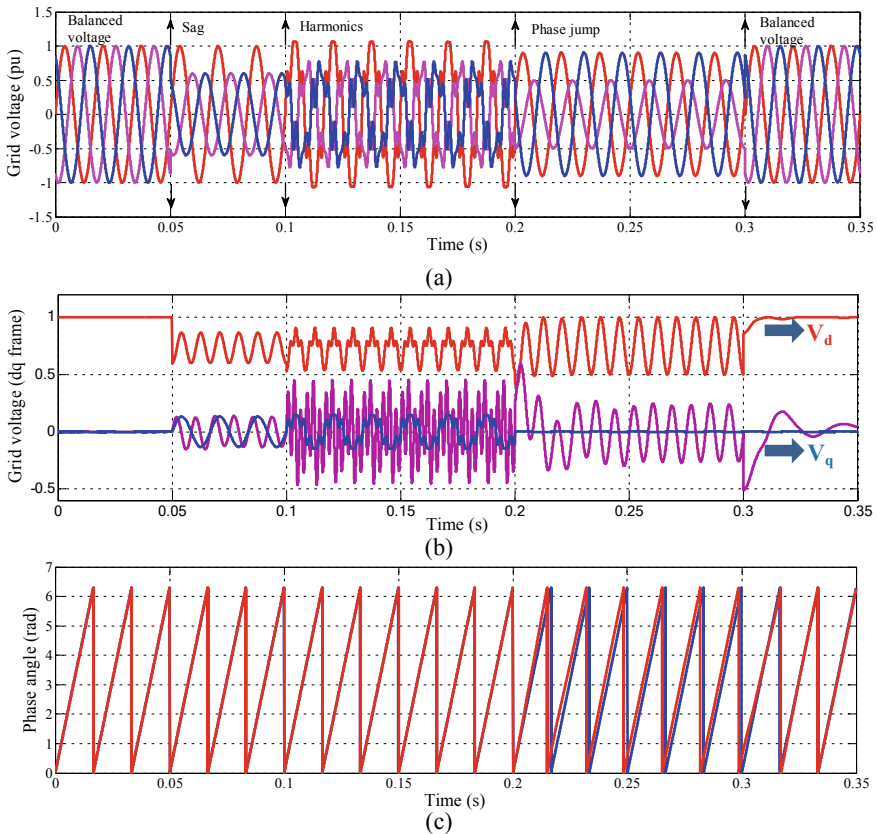 Balanced
voltage
Sag
Harmonics
Phase jump
Balanced
voltage
Grid voltage (pu)
1.5
1
0.5
0
-0.5
-1
-1.5
0 0.05 0.1 0.15 0.2 0.25 0.3 0.35
Time (s)
(a)
Grid voltage (dq frame)
1
0.5
0
-0.5
V_d
V_q
0 0.05 0.1 0.15 0.2 0.25 0.3 0.35
Time (s)
(b)
Phase angle (rad)
7
6
5
4
3
2
1
0
0 0.05 0.1 0.15 0.2 0.25 0.3 0.35
Time (s)
(c)